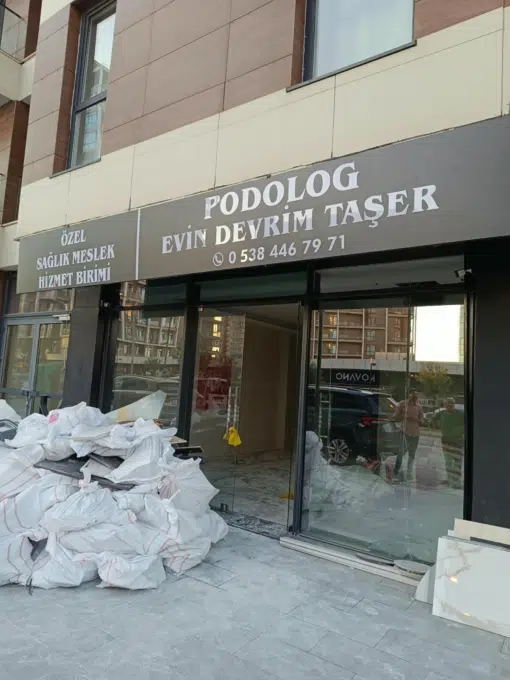 ÖZEL
SAĞLIK MESLEK
HİZMET BİRİMİ
PODOLOG
EVİN DEVRİM TAŞER
0 538 446 79 71